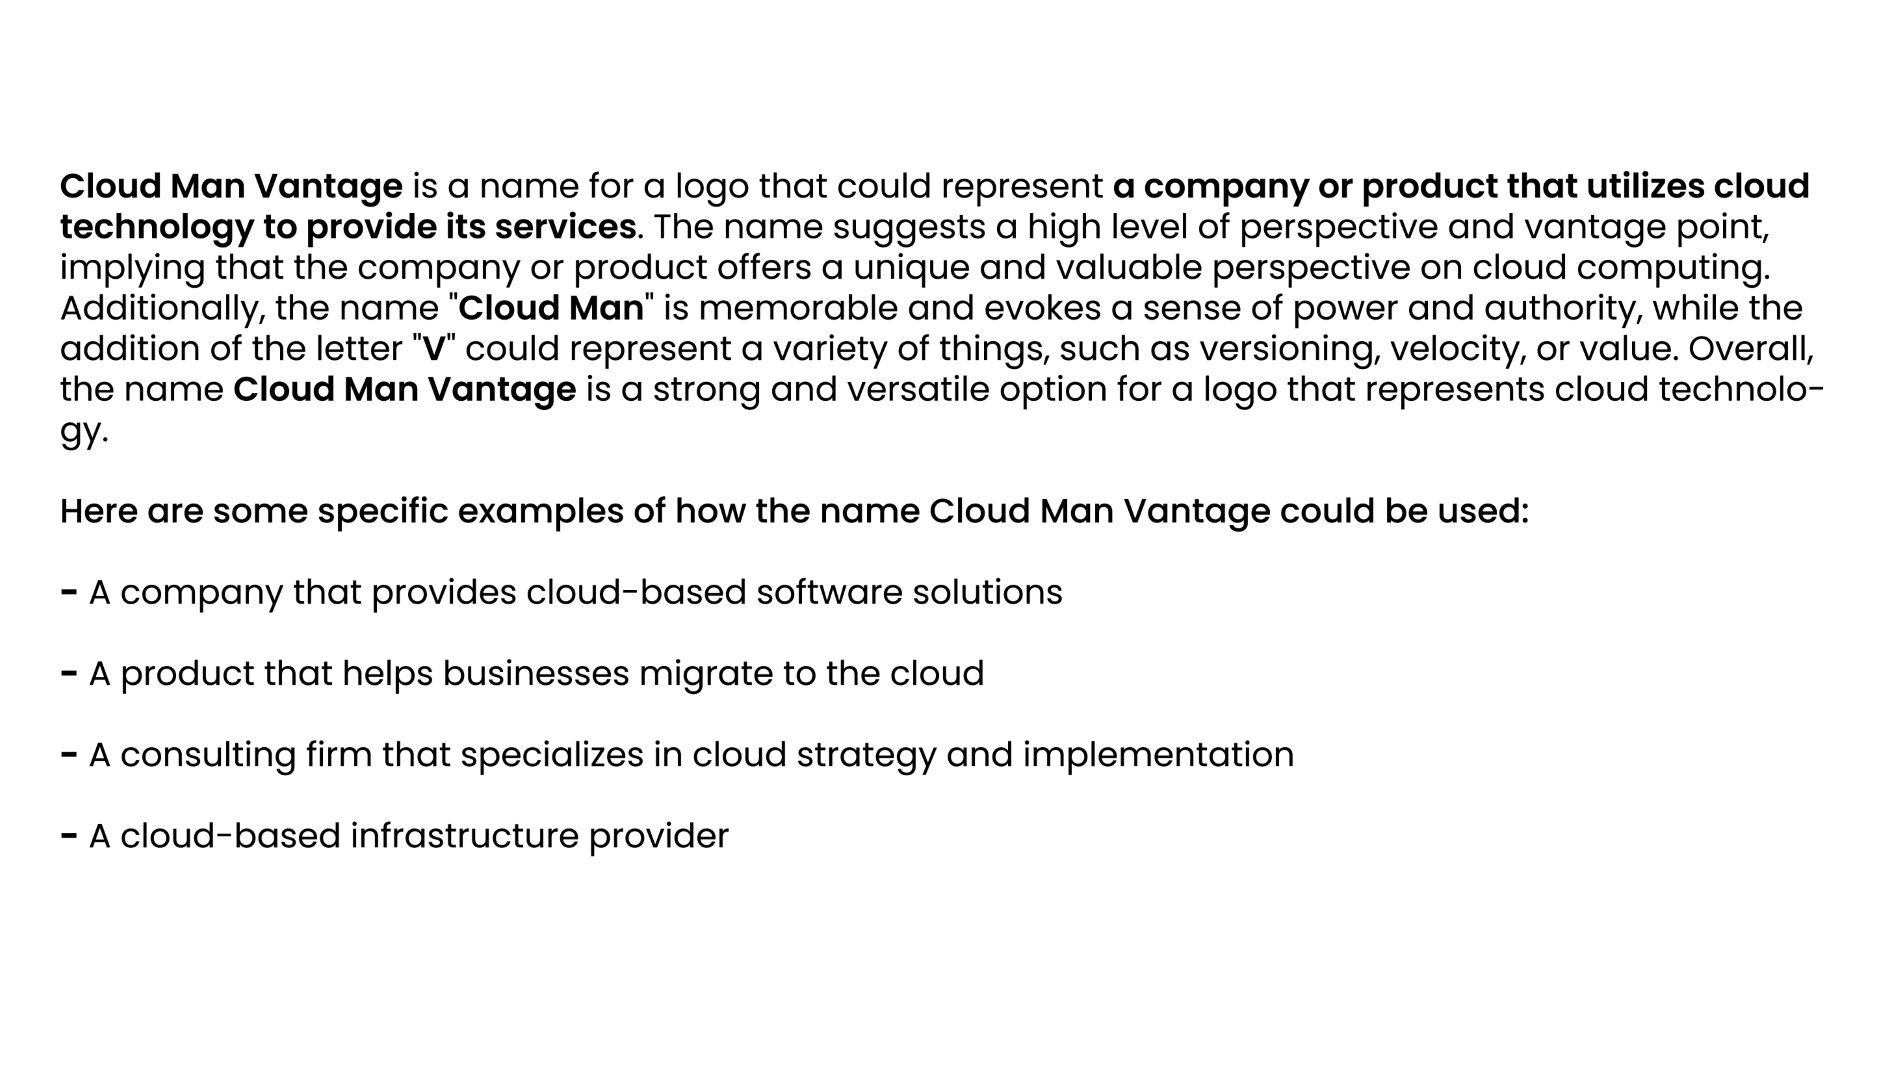 Cloud Man Vantage is a name for a logo that could represent a company or product that utilizes cloud
technology to provide its services. The name suggests a high level of perspective and vantage point,
implying that the company or product offers a unique and valuable perspective on cloud computing.
Additionally, the name "Cloud Man" is memorable and evokes a sense of power and authority, while the
addition of the letter "V" could represent a variety of things, such as versioning, velocity, or value. Overall,
the name Cloud Man Vantage is a strong and versatile option for a logo that represents cloud technolo-
gy.
Here are some specific examples of how the name Cloud Man Vantage could be used:
- A company that provides cloud-based software solutions
- A product that helps businesses migrate to the cloud
- A consulting firm that specializes in cloud strategy and implementation
- A cloud-based infrastructure provider